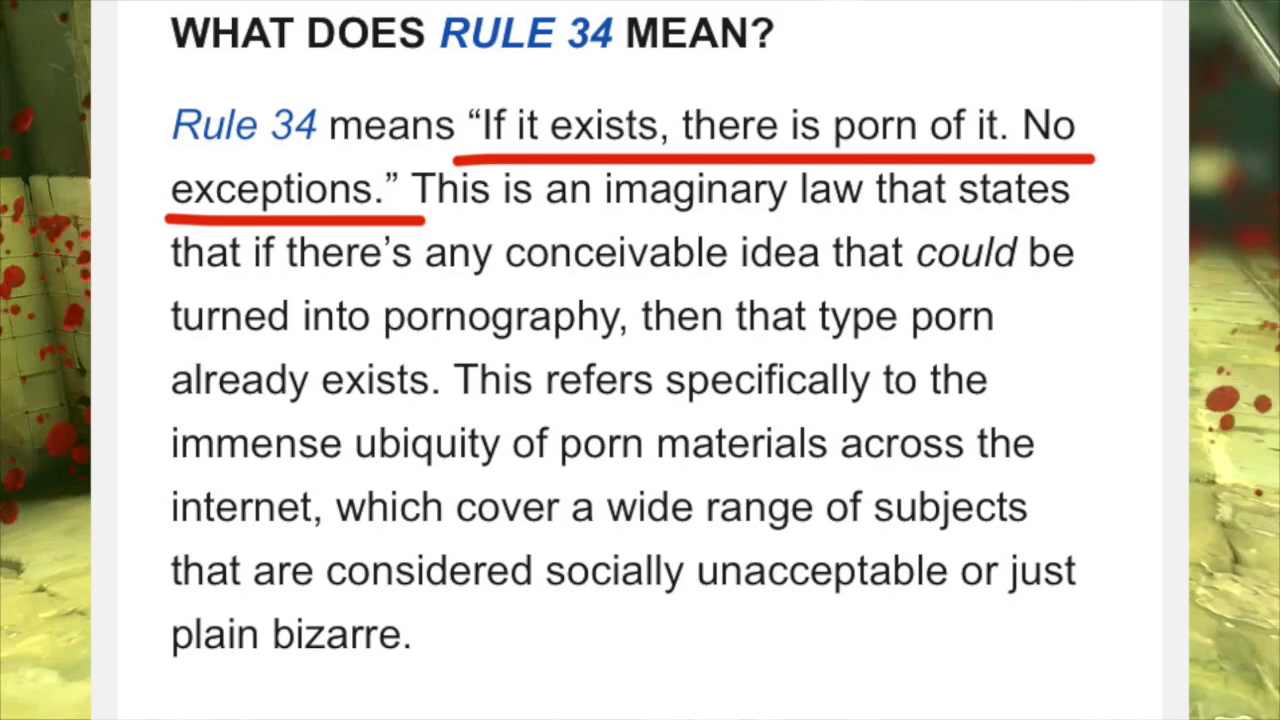 WHAT DOES RULE 34 MEAN?
Rule 34 means “If it exists, there is porn of it. No
exceptions.” This is an imaginary law that states
that if there’s any conceivable idea that could be
turned into pornography, then that type porn
already exists. This refers specifically to the
immense ubiquity of porn materials across the
internet, which cover a wide range of subjects
that are considered socially unacceptable or just
plain bizarre.